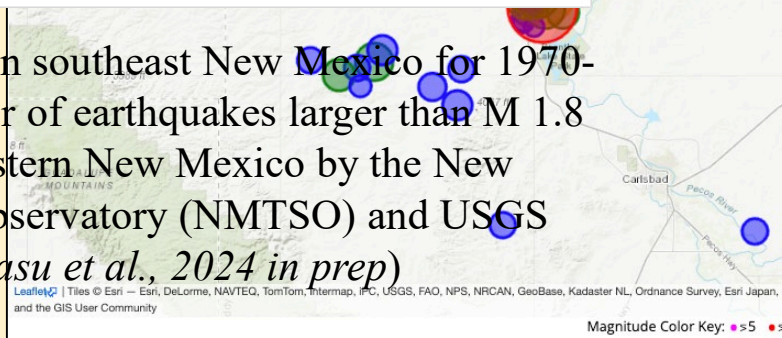 n southeast New Mexico for 1970-
r of earthquakes larger than M 1.8
stern New Mexico by the New
bservatory (NMTSO) and USGS
asu et al., 2024 in prep)
MOUNTAINS
Carlsbad
Pecos River
Pecos Hwy
Leaflet | Tiles © Esri — Esri, DeLorme, NAVTEQ, TomTom, Intermap, iPC, USGS, FAO, NPS, NRCAN, GeoBase, Kadaster NL, Ordnance Survey, Esri Japan,
and the GIS User Community
Magnitude Color Key: ≤5